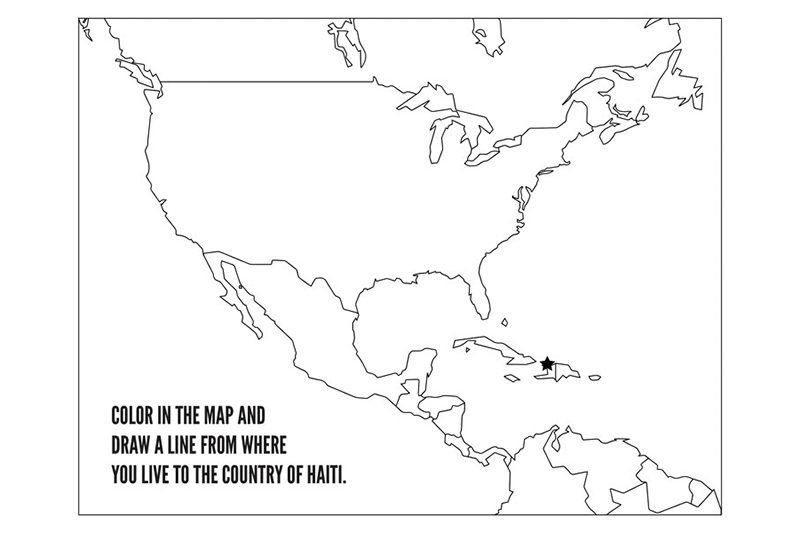 COLOR IN THE MAP AND
DRAW A LINE FROM WHERE
YOU LIVE TO THE COUNTRY OF HAITI.